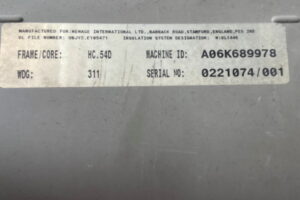 MANUFACTURED FOR NEWAGE INTERNATIONAL LTD., BARRACK ROAD, STAMFORD, ENGLAND, PE9 2NB
UL FILE NUMBER: INSULATION SYSTEM DESIGNATION:
FRAME/CORE: HC.54D MACHINE ID: A06K689978
WDG: 311 SERIAL NO: 0221074/001